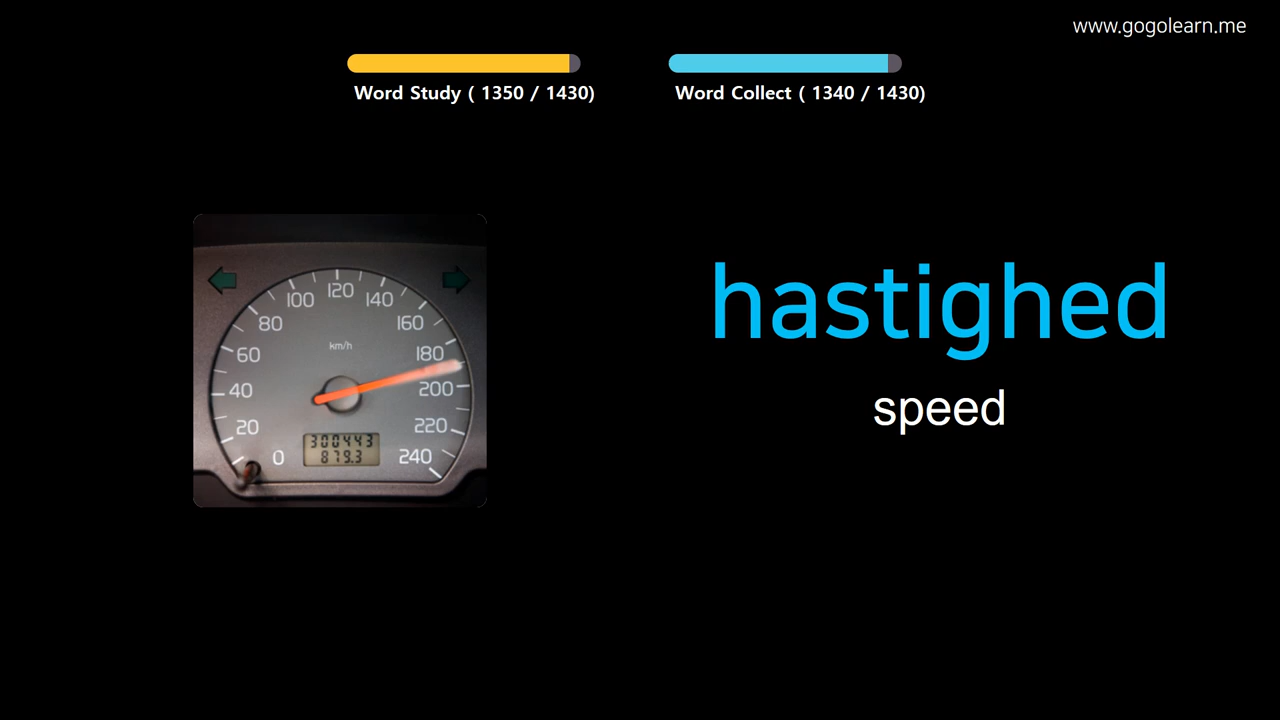 www.gogolearn.me
Word Study ( 1350 / 1430)
Word Collect ( 1340 / 1430)
hastighed
speed
120
100
140
80
160
km/h
60
180
40
200
20
220
300443
0
879.3
240